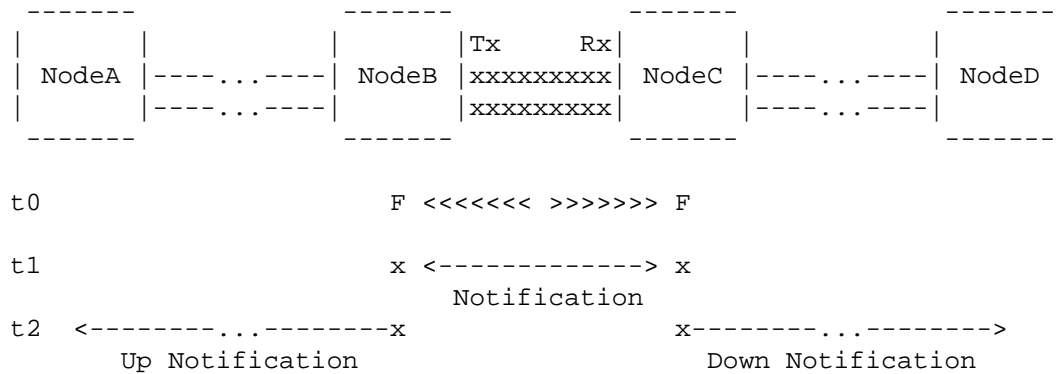 -------                    -------            -------                    -------
|       |                  |       |Tx     Rx|       |                  |
| NodeA |----...----| NodeB |xxxxxxxxx| NodeC |----...----| NodeD
|       |----...----|       |xxxxxxxxx|       |----...----|
 -------                    -------            -------                    -------
t0 F <<<<<<< >>>>>>> F
t1 x <-------------> x
Notification
t2 <--------...--------x x--------...-------->
Up Notification Down Notification